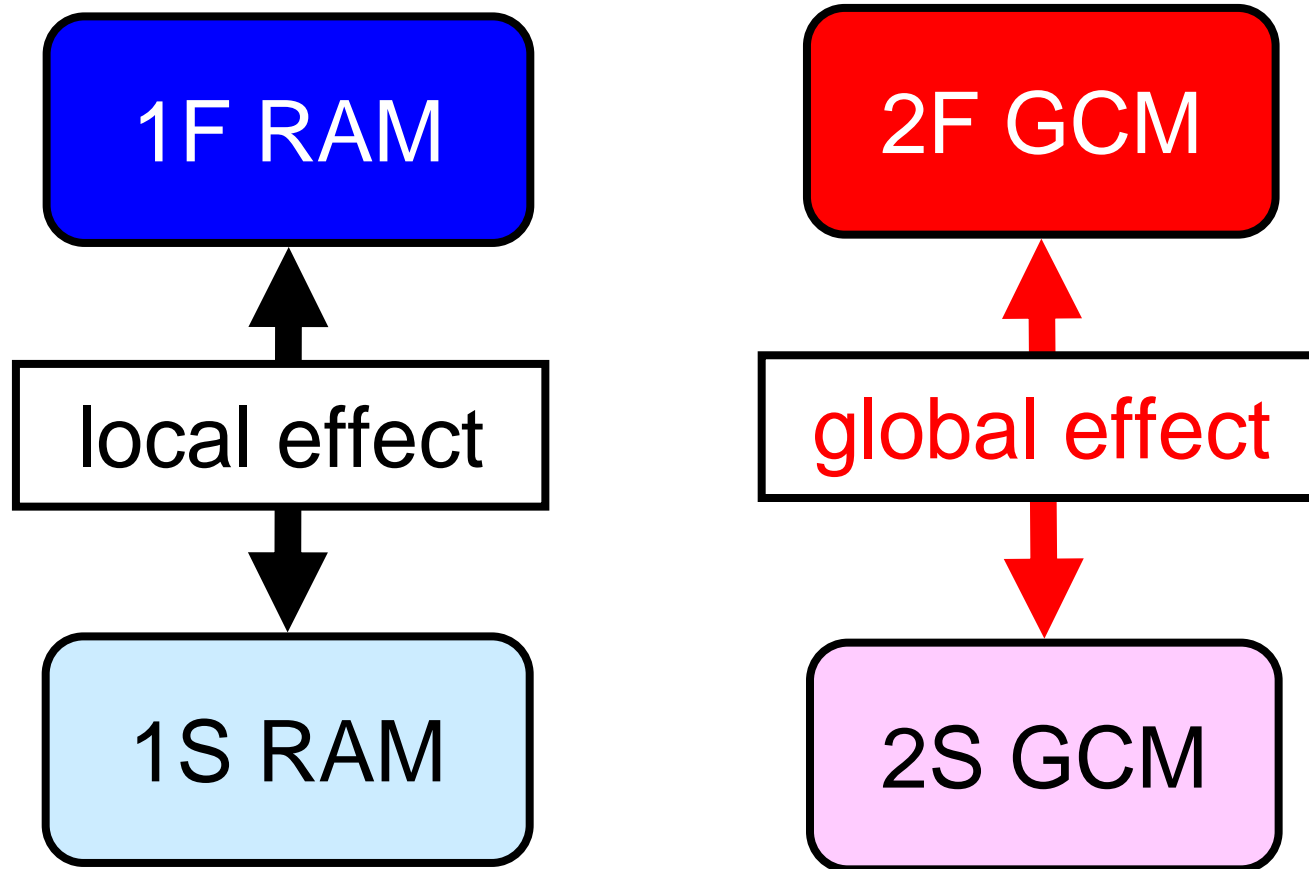 1F RAM
2F GCM
local effect
global effect
1S RAM
2S GCM